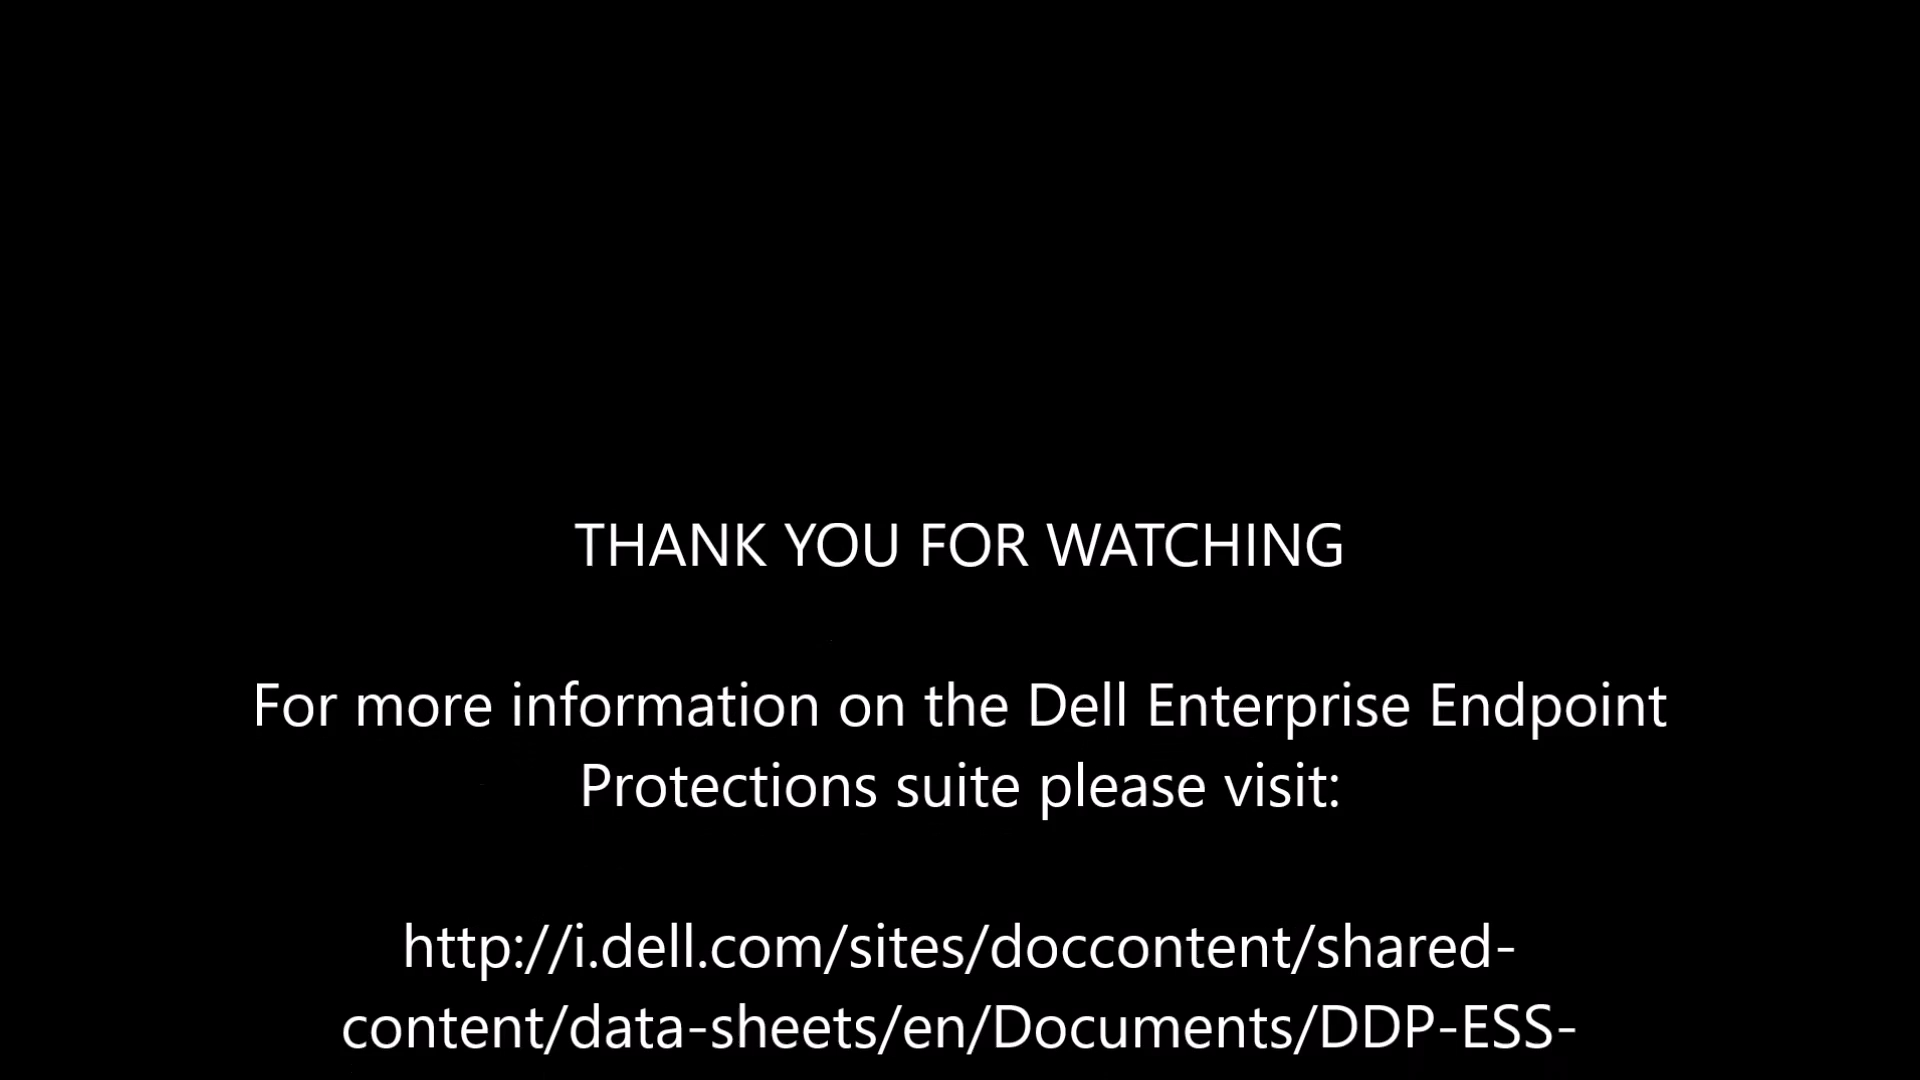 THANK YOU FOR WATCHING
For more information on the Dell Enterprise Endpoint
Protections suite please visit:
http://i.dell.com/sites/doccontent/shared-
content/data-sheets/en/Documents/DDP-ESS-